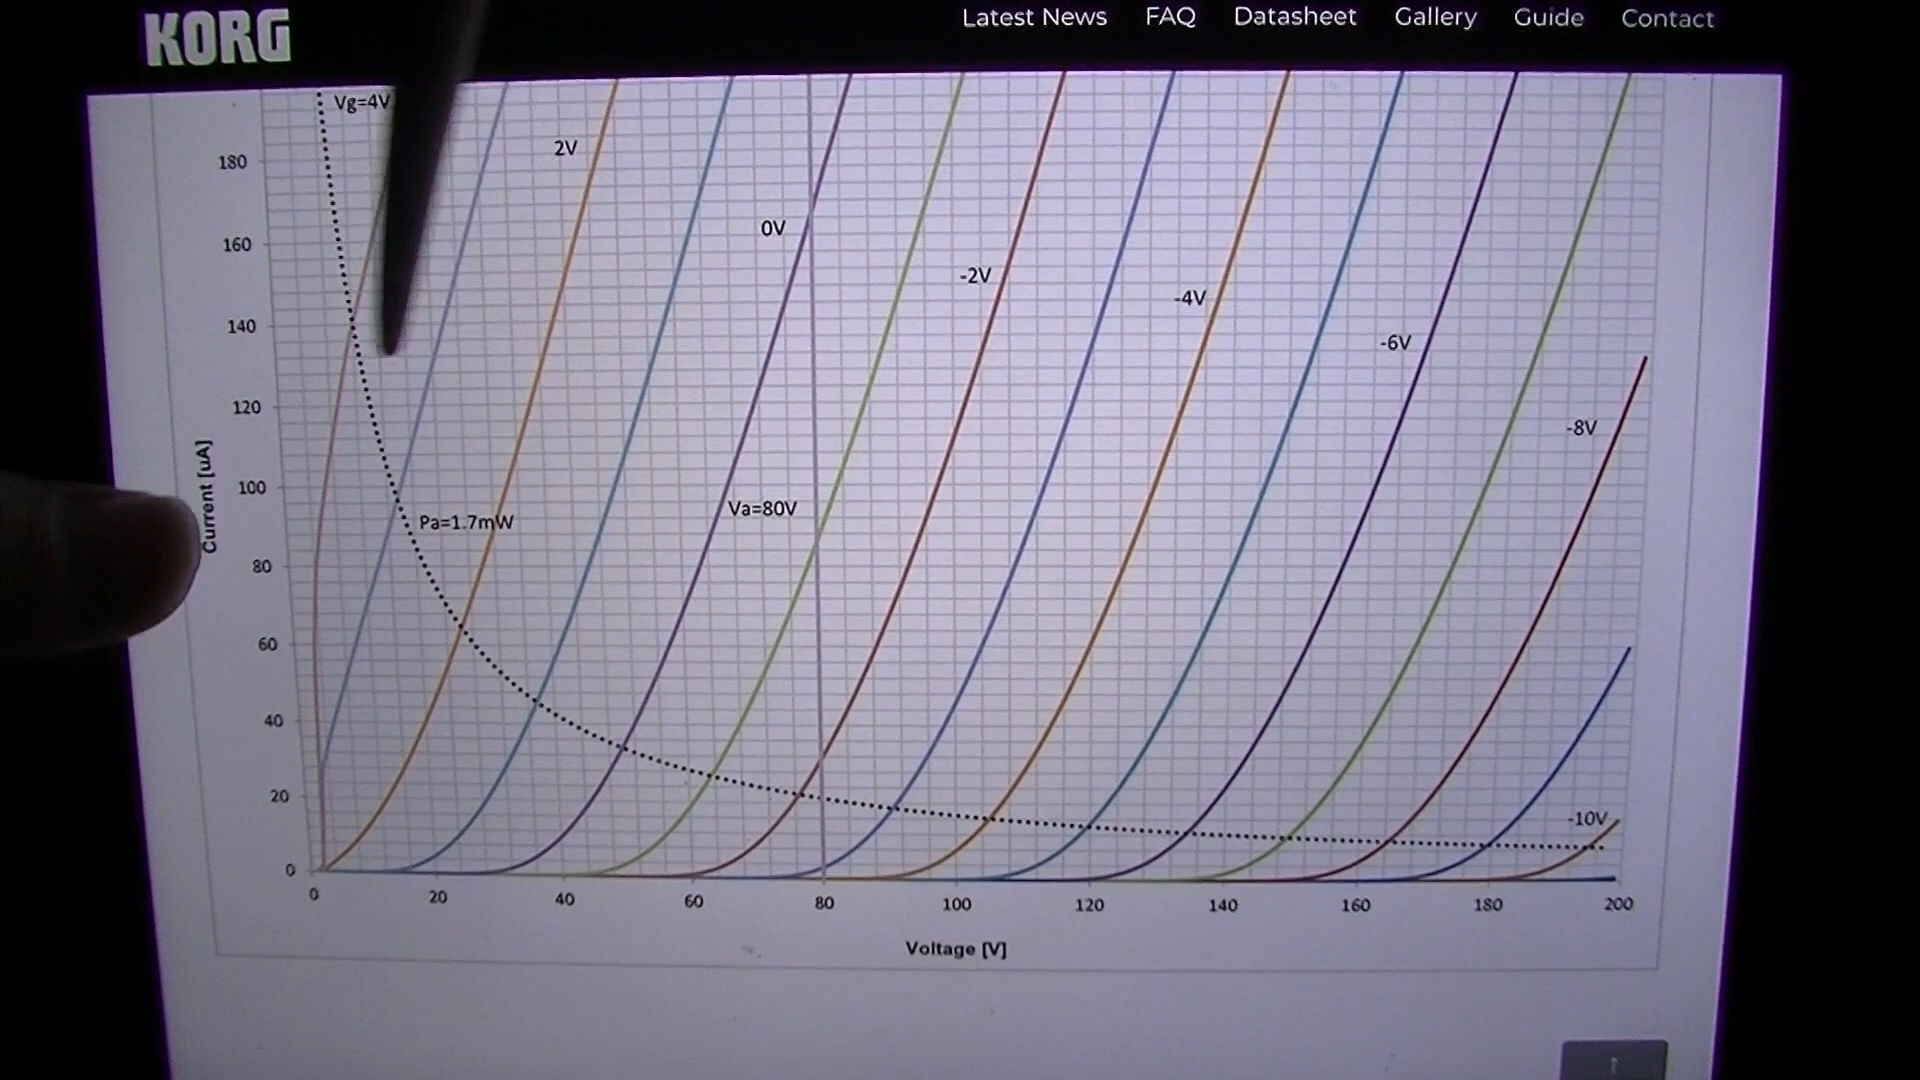 KORG
Latest News FAQ Datasheet Gallery Guide Contact
Vg=4V
2V
0V
-2V
-4V
-6V
-8V
-10V
Va=80V
Pa=1.7mW
Current [uA]
180
160
140
120
100
80
60
40
20
0
0 20 40 60 80 100 120 140 160 180 200
Voltage [V]
↑